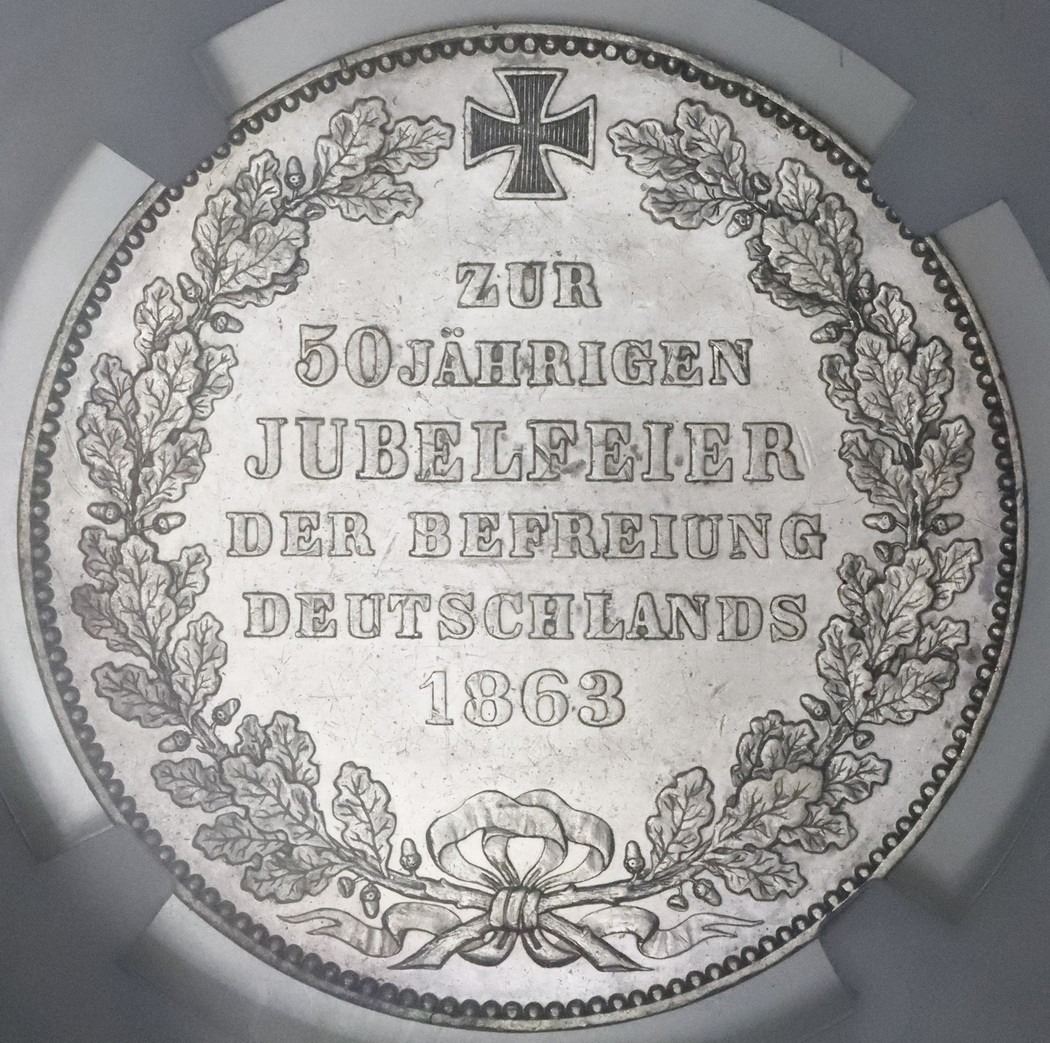 ZUR
50JÄHRIGEN
JUBELFEIER
DER BEFREIUNG
DEUTSCHLANDS
1863